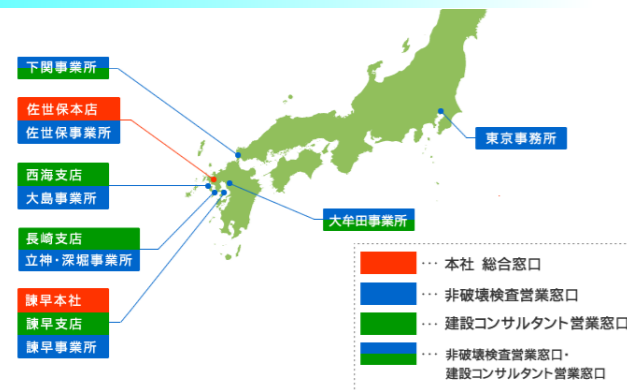 下関事業所
佐世保本店
佐世保事業所
東京事務所
西海支店
大島事業所
大牟田事業所
長崎支店
立神・深堀事業所
諫早本社
諫早支店
諫早事業所
… 本社 総合窓口
… 非破壊検査営業窓口
… 建設コンサルタント営業窓口
… 非破壊検査営業窓口・
建設コンサルタント営業窓口